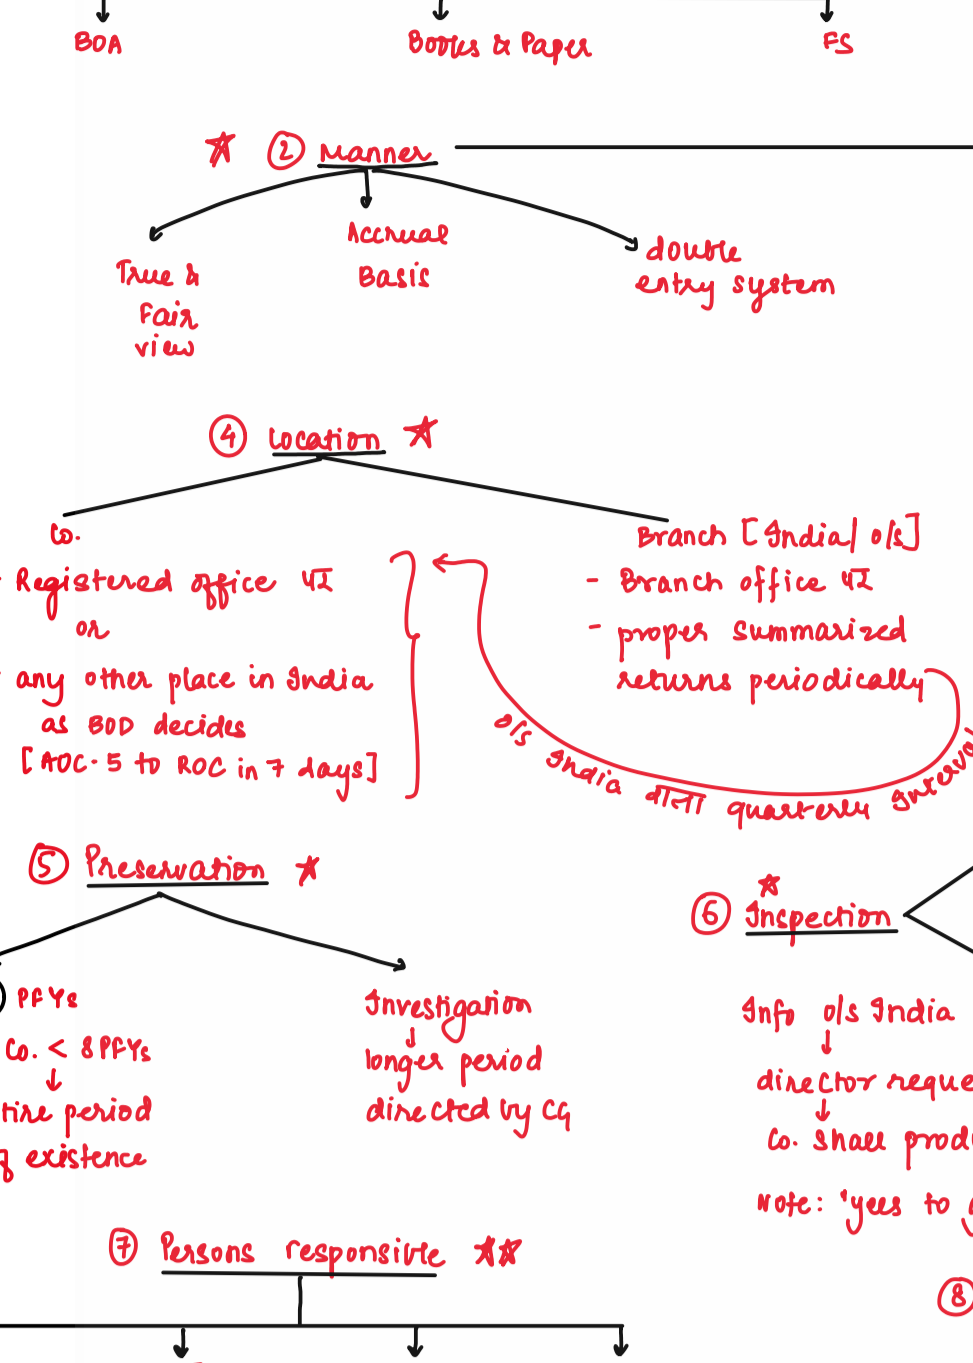 BOA
Books & Paper
FS
② Manner
True &
Fair
view
Accrual
Basis
double
entry system
④ Location
Co.
- Registered office
or
any other place in India
as BOD decides
[AOC-5 to ROC in 7 days]
Branch [India/ o/s]
- Branch office
- proper summarized
returns periodically
o/s India वाला quarterly
⑤ Preservation
PFYs
Co. < 8 PFYs
period
existence
Investigation
longer period
directed by CG
⑥ Inspection
Info o/s India
director
Co. shall
Note: to
⑦ Persons responsible
⑧